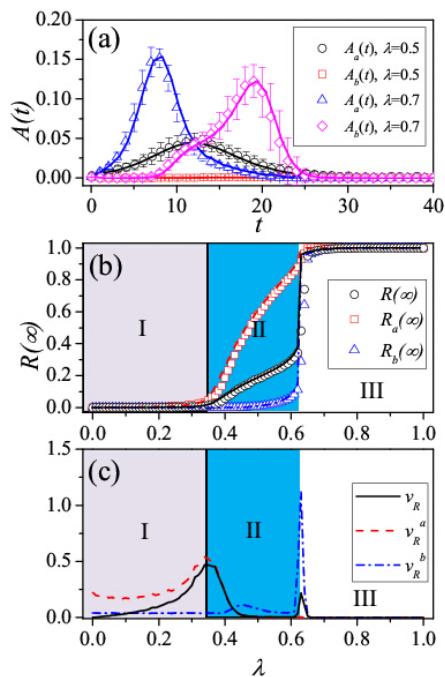 (a)
A(t)
0.20
0.15
0.10
0.05
0.00
A_a(t), λ=0.5
A_b(t), λ=0.5
A_a(t), λ=0.7
A_b(t), λ=0.7
0 10 20 30 40
t
(b)
R(∞)
1.0
0.8
0.6
0.4
0.2
0.0
I
II
III
R(∞)
R_a(∞)
R_b(∞)
0.0 0.2 0.4 0.6 0.8 1.0
(c)
1.5
1.0
0.5
0.0
I
II
III
v_R
v_R^a
v_R^b
0.0 0.2 0.4 0.6 0.8 1.0
λ